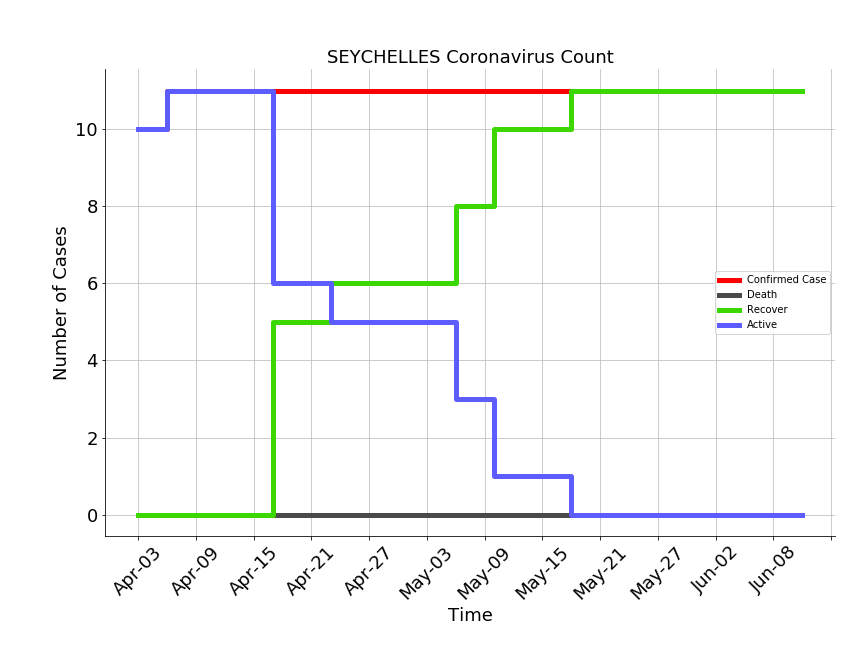 SEYCHELLES Coronavirus Count
Number of Cases
10
8
6
4
2
0
Confirmed Case
Death
Recover
Active
Apr-03
Apr-09
Apr-15
Apr-21
Apr-27
May-03
May-09
May-15
May-21
May-27
Jun-02
Jun-08
Time